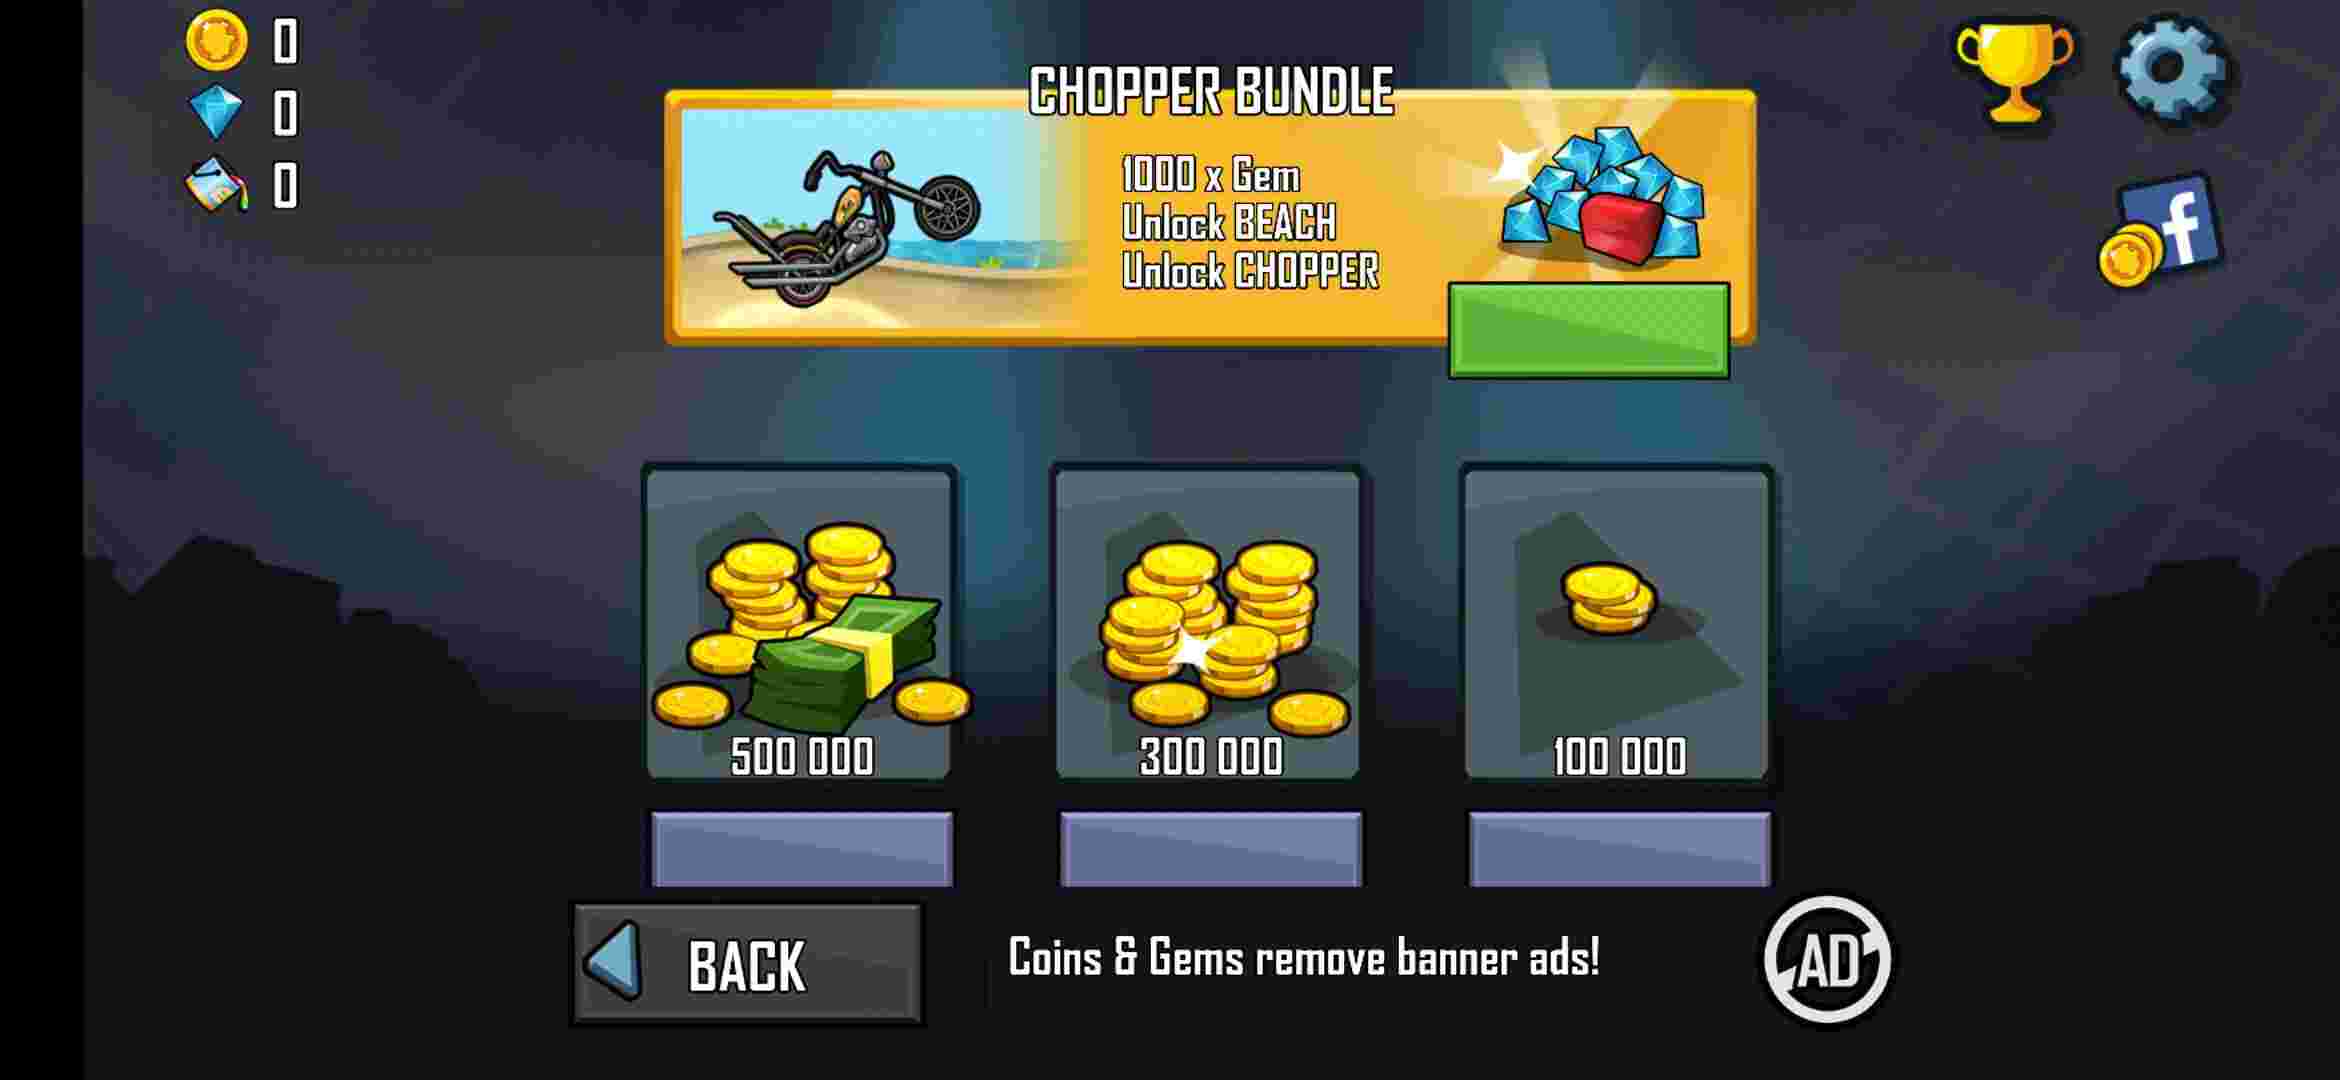 0
0
0
CHOPPER BUNDLE
1000 x Gem
Unlock BEACH
Unlock CHOPPER
f
500 000
300 000
100 000
BACK
Coins & Gems remove banner ads!
AD